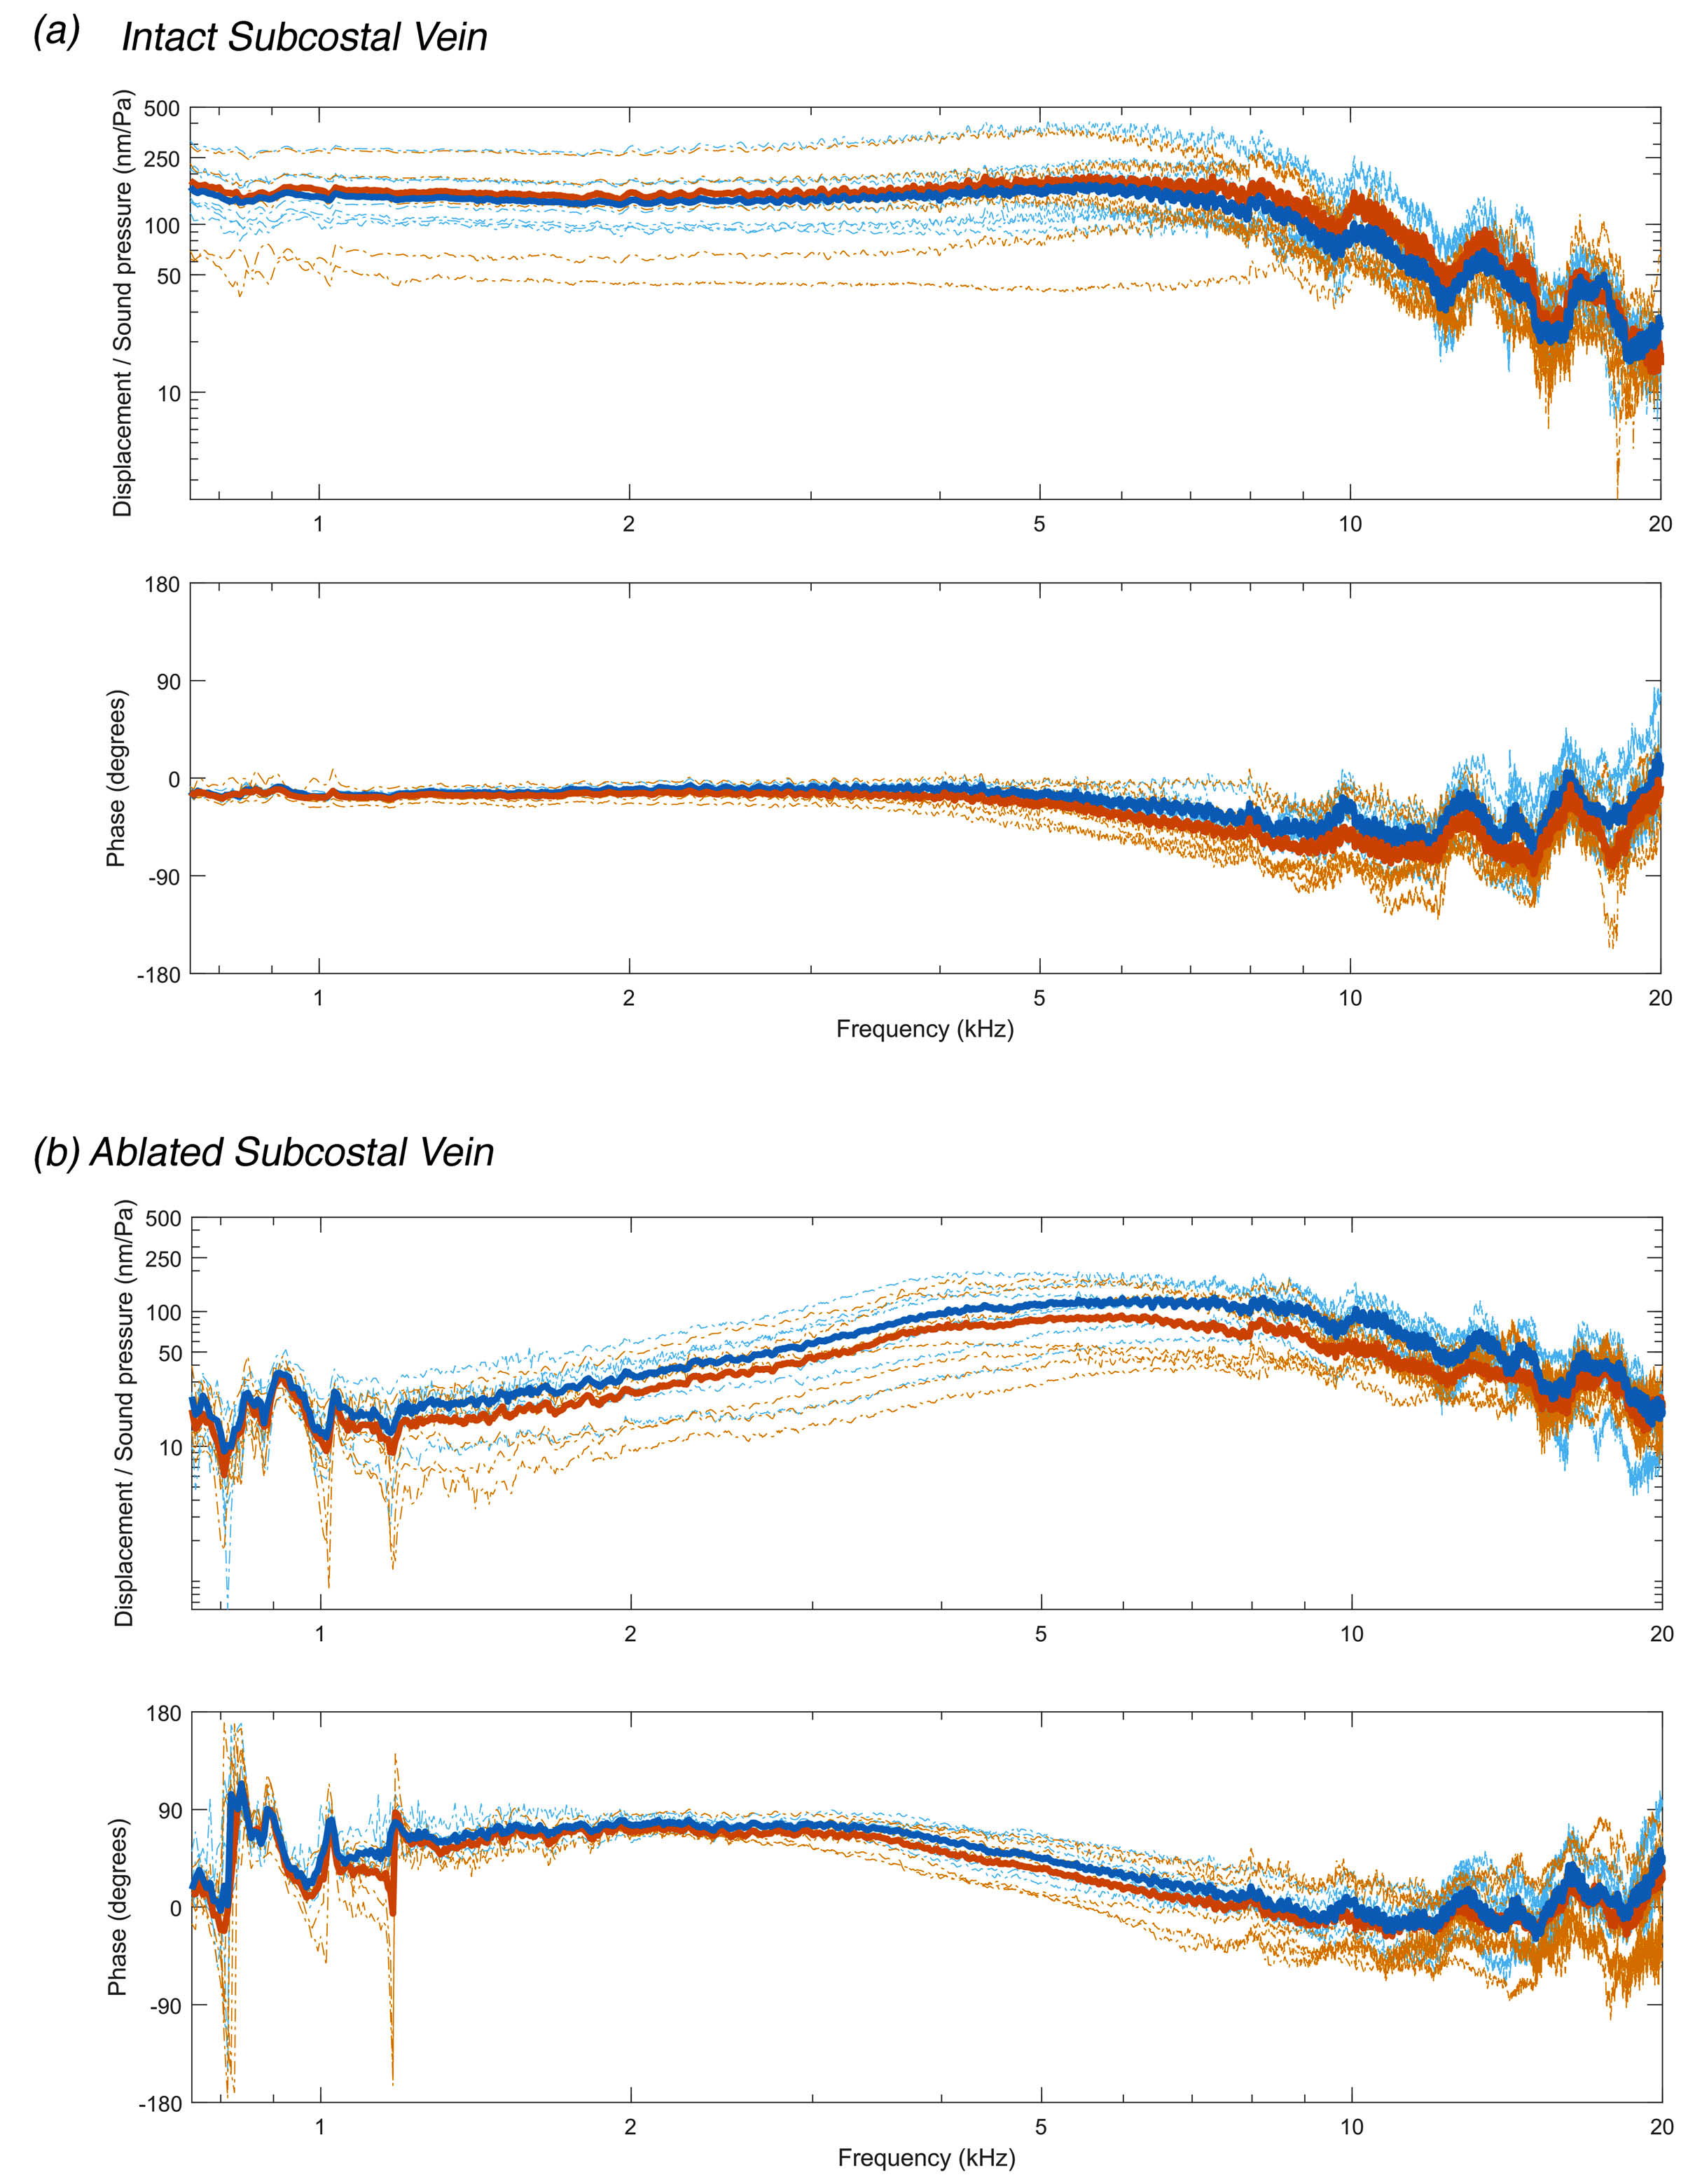 (a) Intact Subcostal Vein
Displacement / Sound pressure (nm/Pa)
500
250
100
50
10
1 2 5 10 20
Phase (degrees)
180
90
0
-90
-180
1 2 5 10 20
Frequency (kHz)
(b) Ablated Subcostal Vein
Displacement / Sound pressure (nm/Pa)
500
250
100
50
10
1 2 5 10 20
Phase (degrees)
180
90
0
-90
-180
1 2 5 10 20
Frequency (kHz)